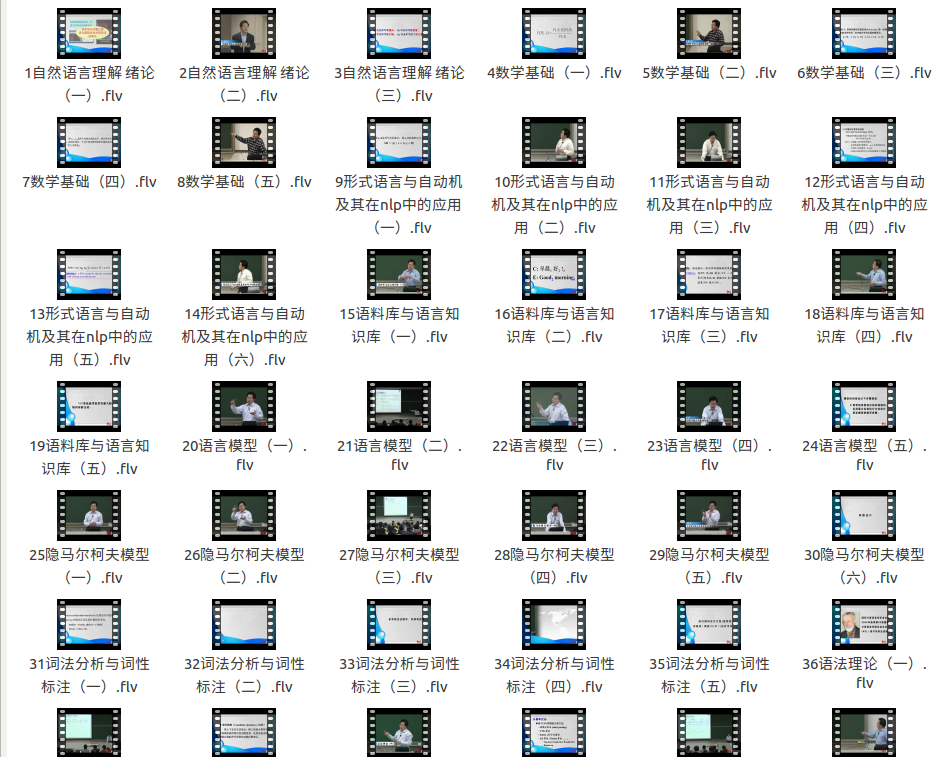 1自然语言理解 绪论
（一）.flv
2自然语言理解 绪论
（二）.flv
3自然语言理解 绪论
（三）.flv
4数学基础（一）.flv
5数学基础（二）.flv
6数学基础（三）.flv
7数学基础（四）.flv
8数学基础（五）.flv
9形式语言与自动机
及其在nlp中的应用
（一）.flv
10形式语言与自动
机及其在nlp中的应
用（二）.flv
11形式语言与自动
机及其在nlp中的应
用（三）.flv
12形式语言与自动
机及其在nlp中的应
用（四）.flv
13形式语言与自动
机及其在nlp中的应
用（五）.flv
14形式语言与自动
机及其在nlp中的应
用（六）.flv
15语料库与语言知
识库（一）.flv
C: 早晨, 好;
E: Good, morning,
16语料库与语言知
识库（二）.flv
17语料库与语言知
识库（三）.flv
18语料库与语言知
识库（四）.flv
19语料库与语言知
识库（五）.flv
20语言模型（一）.
flv
21语言模型（二）.
flv
22语言模型（三）.
flv
23语言模型（四）.
flv
24语言模型（五）.
flv
25隐马尔柯夫模型
（一）.flv
26隐马尔柯夫模型
（二）.flv
27隐马尔柯夫模型
（三）.flv
28隐马尔柯夫模型
（四）.flv
29隐马尔柯夫模型
（五）.flv
30隐马尔柯夫模型
（六）.flv
31词法分析与词性
标注（一）.flv
32词法分析与词性
标注（二）.flv
33词法分析与词性
标注（三）.flv
34词法分析与词性
标注（四）.flv
35词法分析与词性
标注（五）.flv
36语法理论（一）.
flv